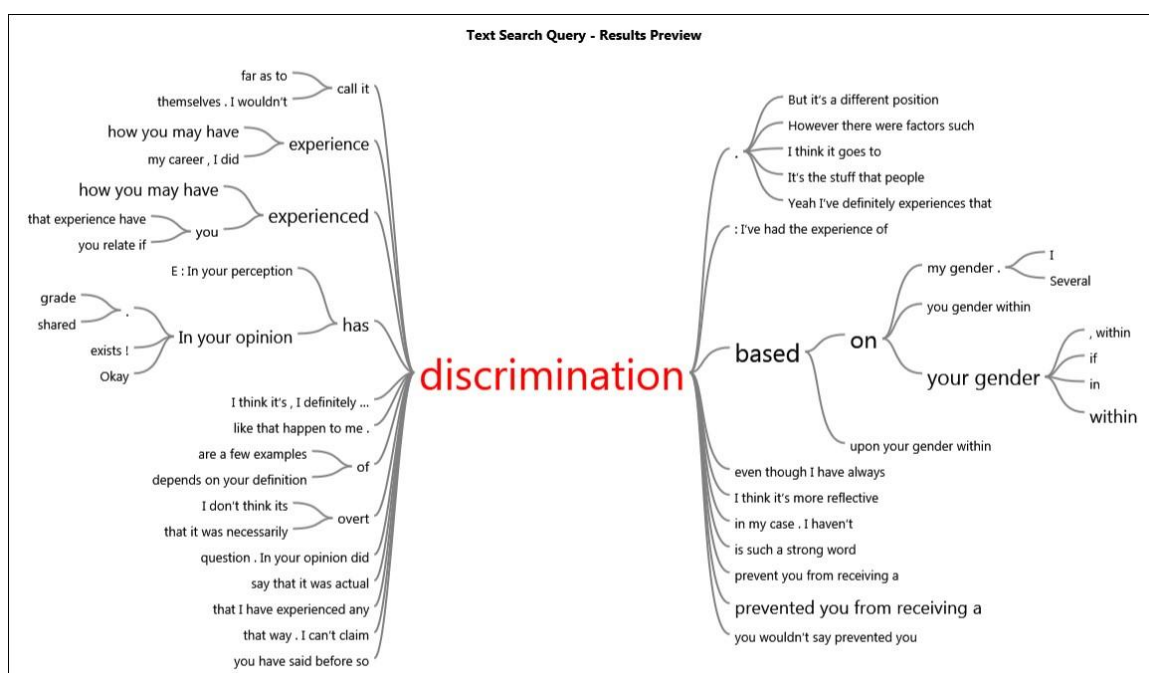 Text Search Query - Results Preview
far as to
themselves . I wouldn't
call it
how you may have
my career , I did
experience
how you may have
that experience have
you relate if
you
experienced
E : In your perception
grade
shared
.
exists !
Okay
In your opinion
has
I think it's , I definitely ...
like that happen to me .
are a few examples
depends on your definition
of
I don't think its
that it was necessarily
overt
question . In your opinion did
say that it was actual
that I have experienced any
that way . I can't claim
you have said before so
discrimination
.
But it's a different position
However there were factors such
I think it goes to
It's the stuff that people
Yeah I've definitely experiences that
: I've had the experience of
based
on
my gender .
I
Several
you gender within
your gender
, within
if
in
within
upon your gender within
even though I have always
I think it's more reflective
in my case . I haven't
is such a strong word
prevent you from receiving a
prevented you from receiving a
you wouldn't say prevented you